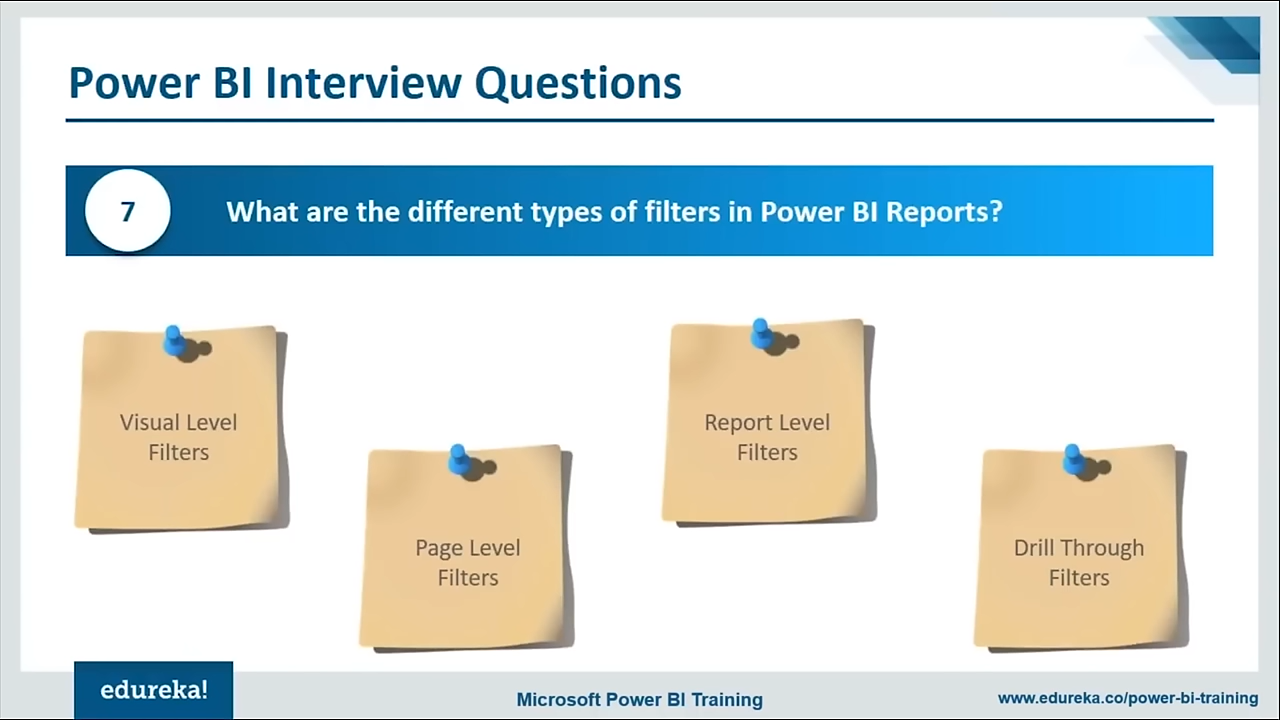 Power BI Interview Questions
7
What are the different types of filters in Power BI Reports?
Visual Level
Filters
Page Level
Filters
Report Level
Filters
Drill Through
Filters
edureka!
Microsoft Power BI Training
www.edureka.co/power-bi-training